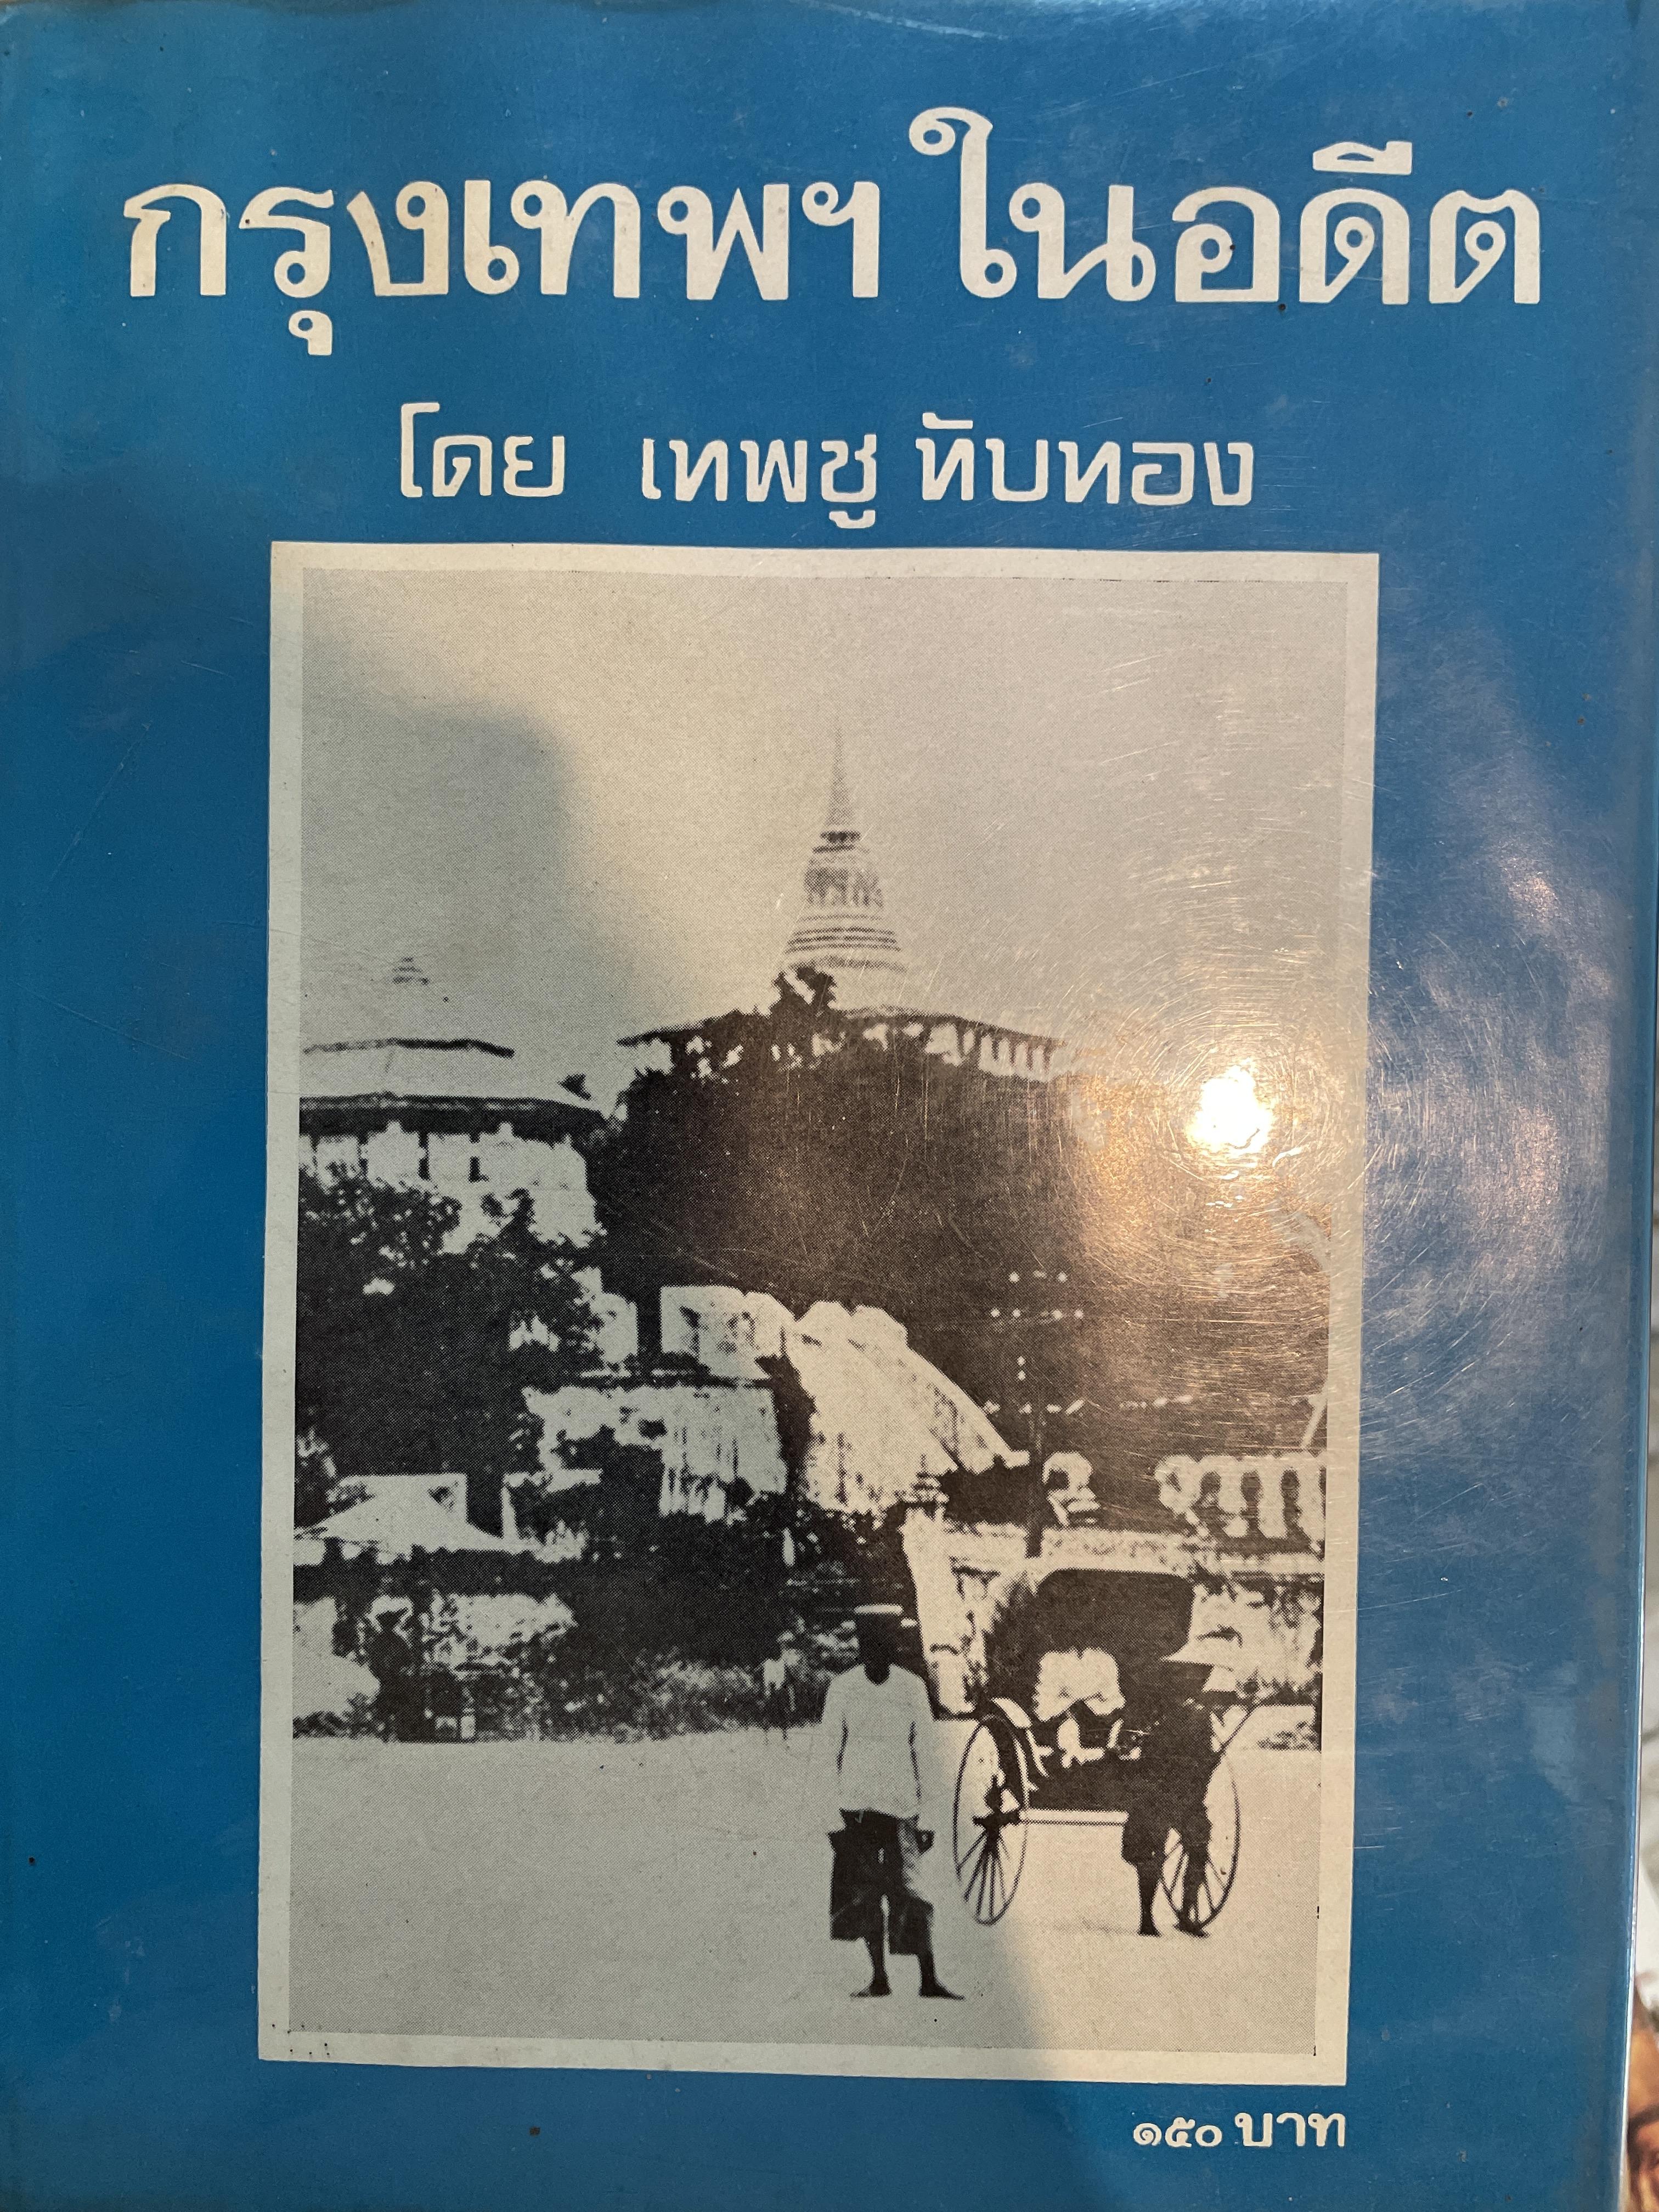 กรุงเทพฯ ในอดีต
โดย เทพชู ทับทอง
๑๕๐ บาท